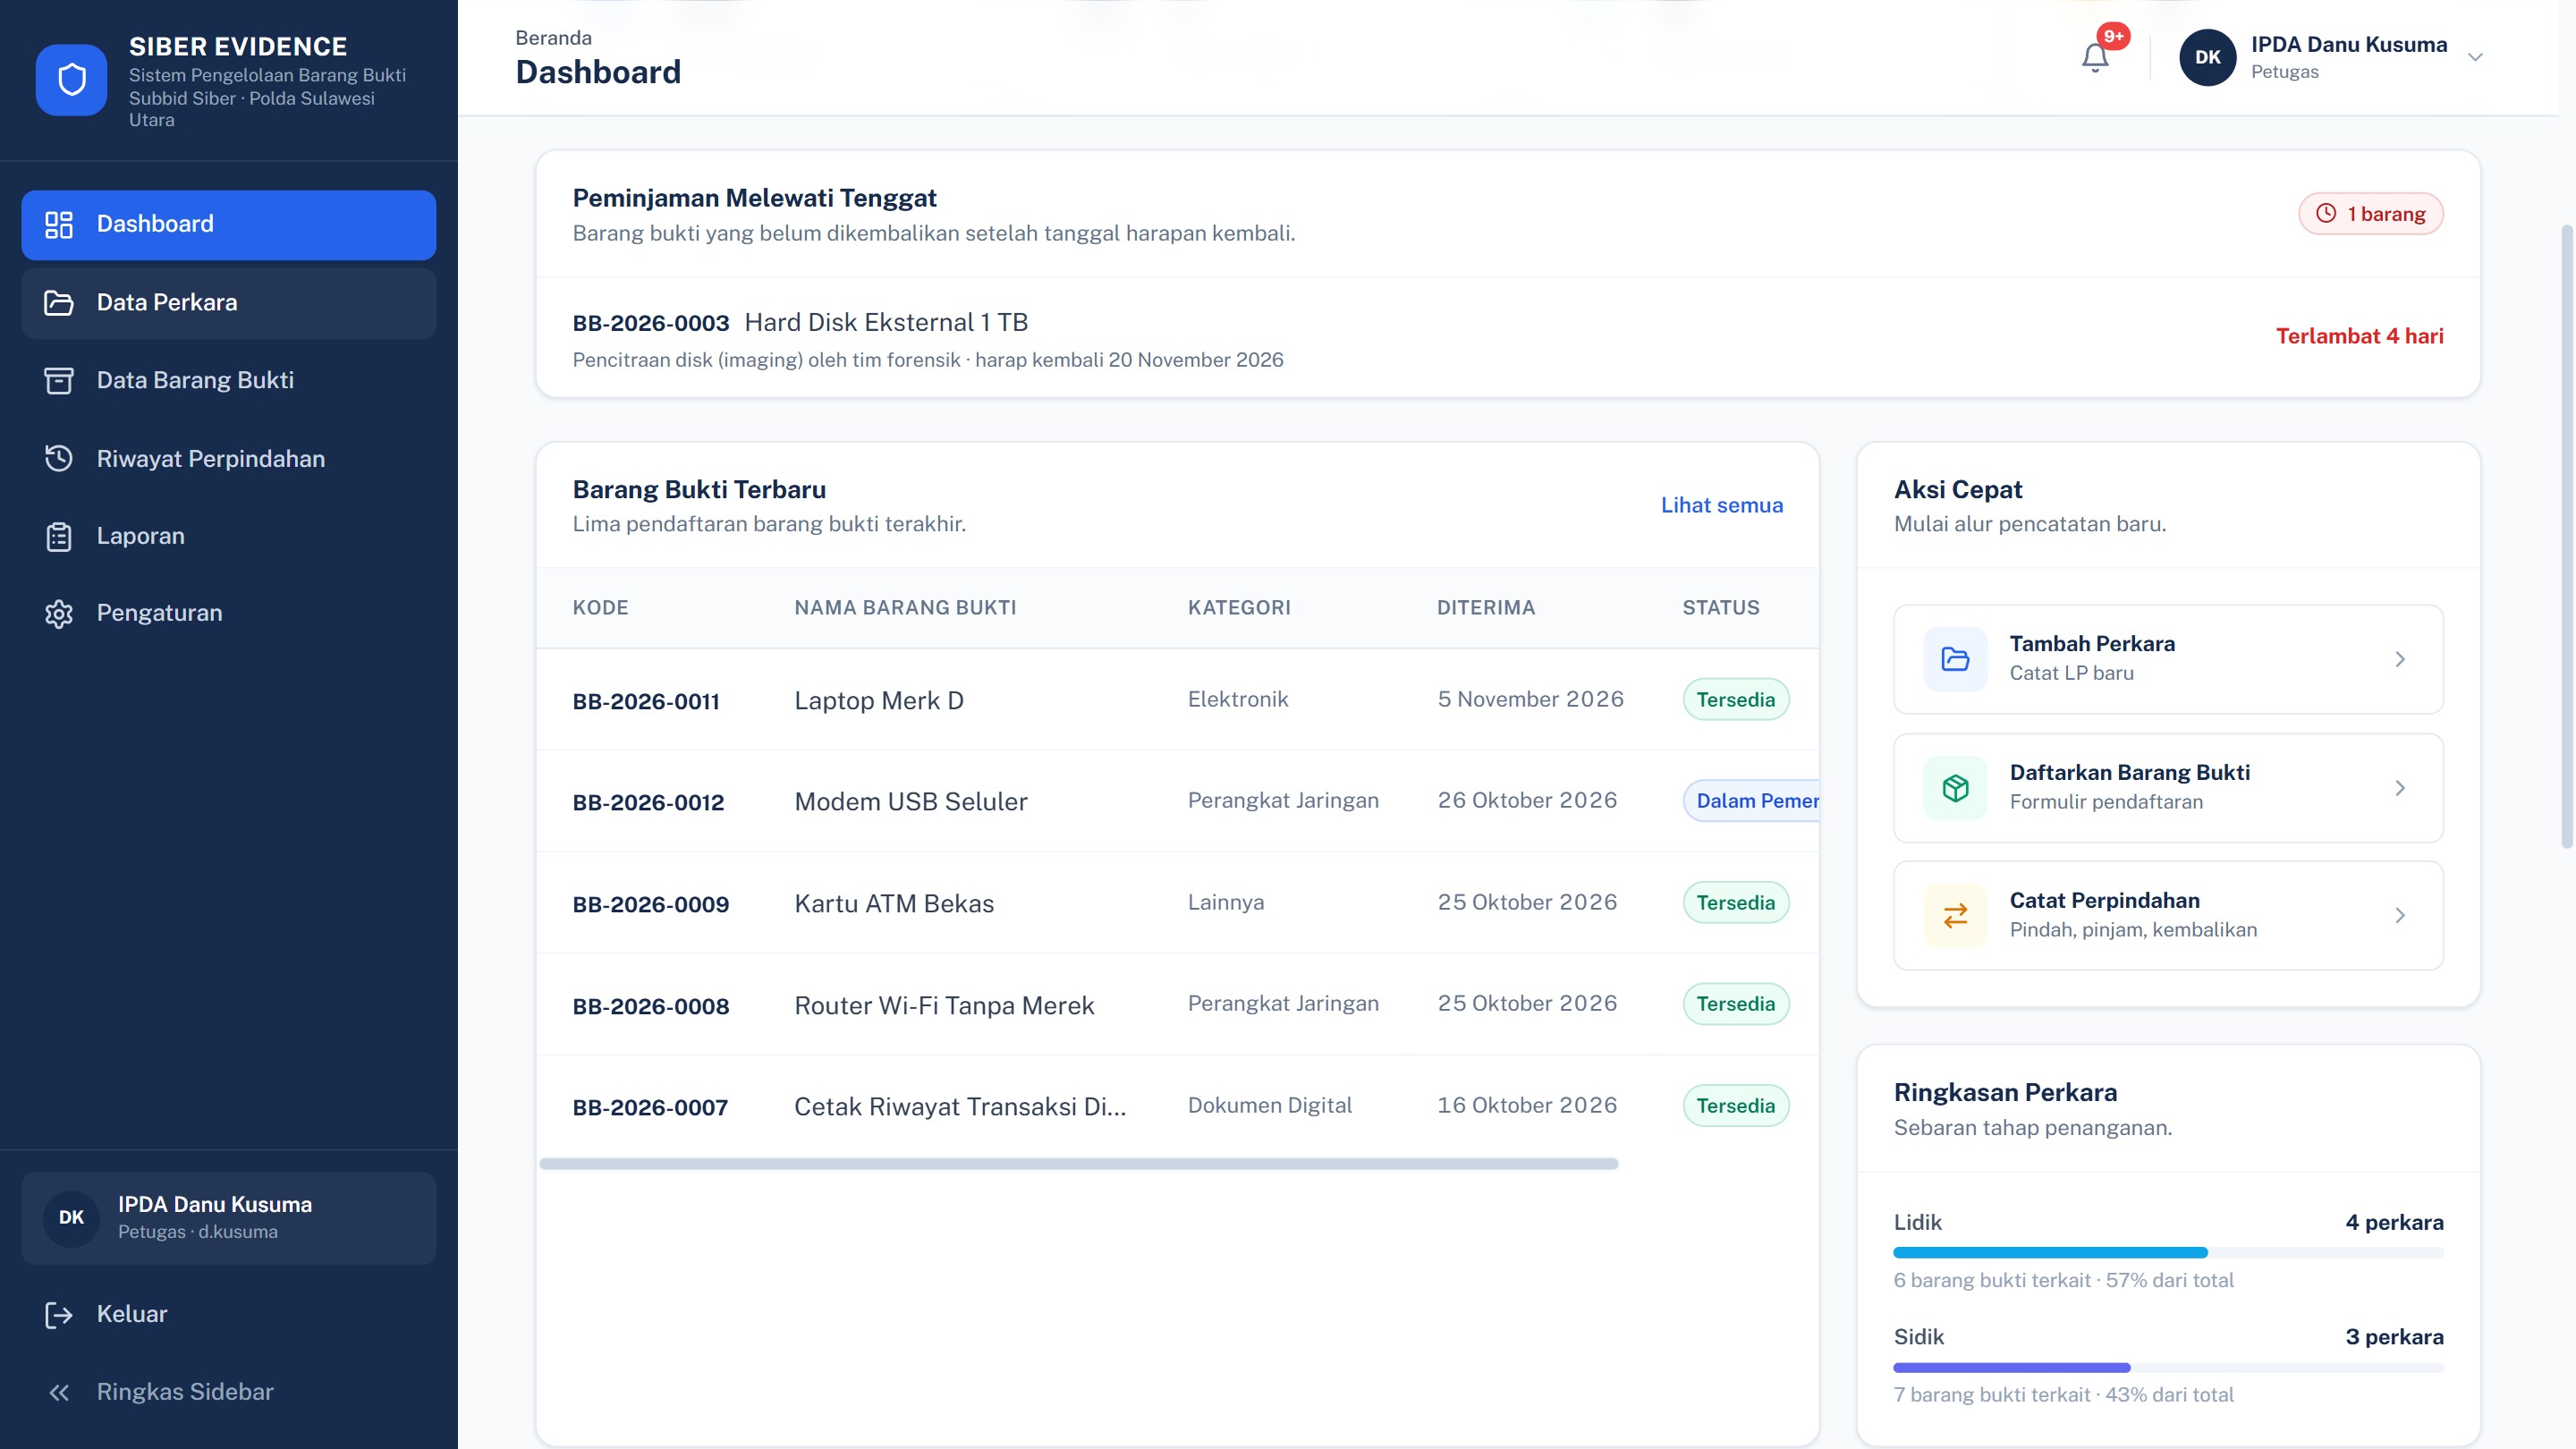 SIBER EVIDENCE
Sistem Pengelolaan Barang Bukti
Subbid Siber · Polda Sulawesi
Utara
Dashboard
Data Perkara
Data Barang Bukti
Riwayat Perpindahan
Laporan
Pengaturan
DK
IPDA Danu Kusuma
Petugas · d.kusuma
Keluar
Ringkas Sidebar
Beranda
Dashboard
9+
DK
IPDA Danu Kusuma
Petugas
Peminjaman Melewati Tenggat
Barang bukti yang belum dikembalikan setelah tanggal harapan kembali.
1 barang
BB-2026-0003 Hard Disk Eksternal 1 TB
Pencitraan disk (imaging) oleh tim forensik · harap kembali 20 November 2026
Terlambat 4 hari
Barang Bukti Terbaru
Lima pendaftaran barang bukti terakhir.
Lihat semua
KODE NAMA BARANG BUKTI KATEGORI DITERIMA STATUS
BB-2026-0011 Laptop Merk D Elektronik 5 November 2026 Tersedia
BB-2026-0012 Modem USB Seluler Perangkat Jaringan 26 Oktober 2026 Dalam Pemer
BB-2026-0009 Kartu ATM Bekas Lainnya 25 Oktober 2026 Tersedia
BB-2026-0008 Router Wi-Fi Tanpa Merek Perangkat Jaringan 25 Oktober 2026 Tersedia
BB-2026-0007 Cetak Riwayat Transaksi Di... Dokumen Digital 16 Oktober 2026 Tersedia
Aksi Cepat
Mulai alur pencatatan baru.
Tambah Perkara
Catat LP baru
Daftarkan Barang Bukti
Formulir pendaftaran
Catat Perpindahan
Pindah, pinjam, kembalikan
Ringkasan Perkara
Sebaran tahap penanganan.
Lidik 4 perkara
6 barang bukti terkait · 57% dari total
Sidik 3 perkara
7 barang bukti terkait · 43% dari total